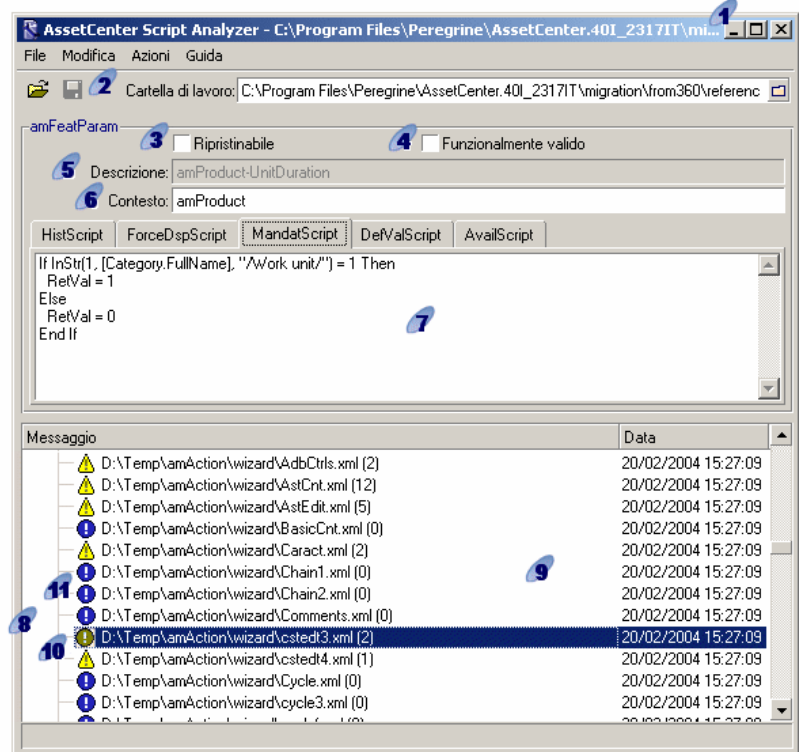 1
AssetCenter Script Analyzer - C:\Program Files\Peregrine\AssetCenter.40I_2317IT\mi...
File Modifica Azioni Guida
2 Cartella di lavoro: C:\Program Files\Peregrine\AssetCenter.40I_2317IT\migration\from360\referenc
amFeatParam
3 Ripristinabile 4 Funzionalmente valido
5 Descrizione: amProduct-UnitDuration
6 Contesto: amProduct
HistScript ForceDspScript MandatScript DefValScript AvailScript
If InStr(1, [Category.FullName], "/Work unit/") = 1 Then
RetVal = 1
Else
RetVal = 0
7
End If
Messaggio Data
D:\Temp\amAction\wizard\AdbCtrls.xml (2) 20/02/2004 15:27:09
D:\Temp\amAction\wizard\AstCnt.xml (12) 20/02/2004 15:27:09
D:\Temp\amAction\wizard\AstEdit.xml (5) 20/02/2004 15:27:09
D:\Temp\amAction\wizard\BasicCnt.xml (0) 20/02/2004 15:27:09
D:\Temp\amAction\wizard\Caract.xml (2) 20/02/2004 15:27:09
D:\Temp\amAction\wizard\Chain1.xml (0) 9 20/02/2004 15:27:09
11 D:\Temp\amAction\wizard\Chain2.xml (0) 20/02/2004 15:27:09
8 D:\Temp\amAction\wizard\Comments.xml (0) 20/02/2004 15:27:09
10 D:\Temp\amAction\wizard\cstedt3.xml (2) 20/02/2004 15:27:09
D:\Temp\amAction\wizard\cstedt4.xml (1) 20/02/2004 15:27:09
D:\Temp\amAction\wizard\Cycle.xml (0) 20/02/2004 15:27:09
D:\Temp\amAction\wizard\cycle3.xml (0) 20/02/2004 15:27:09